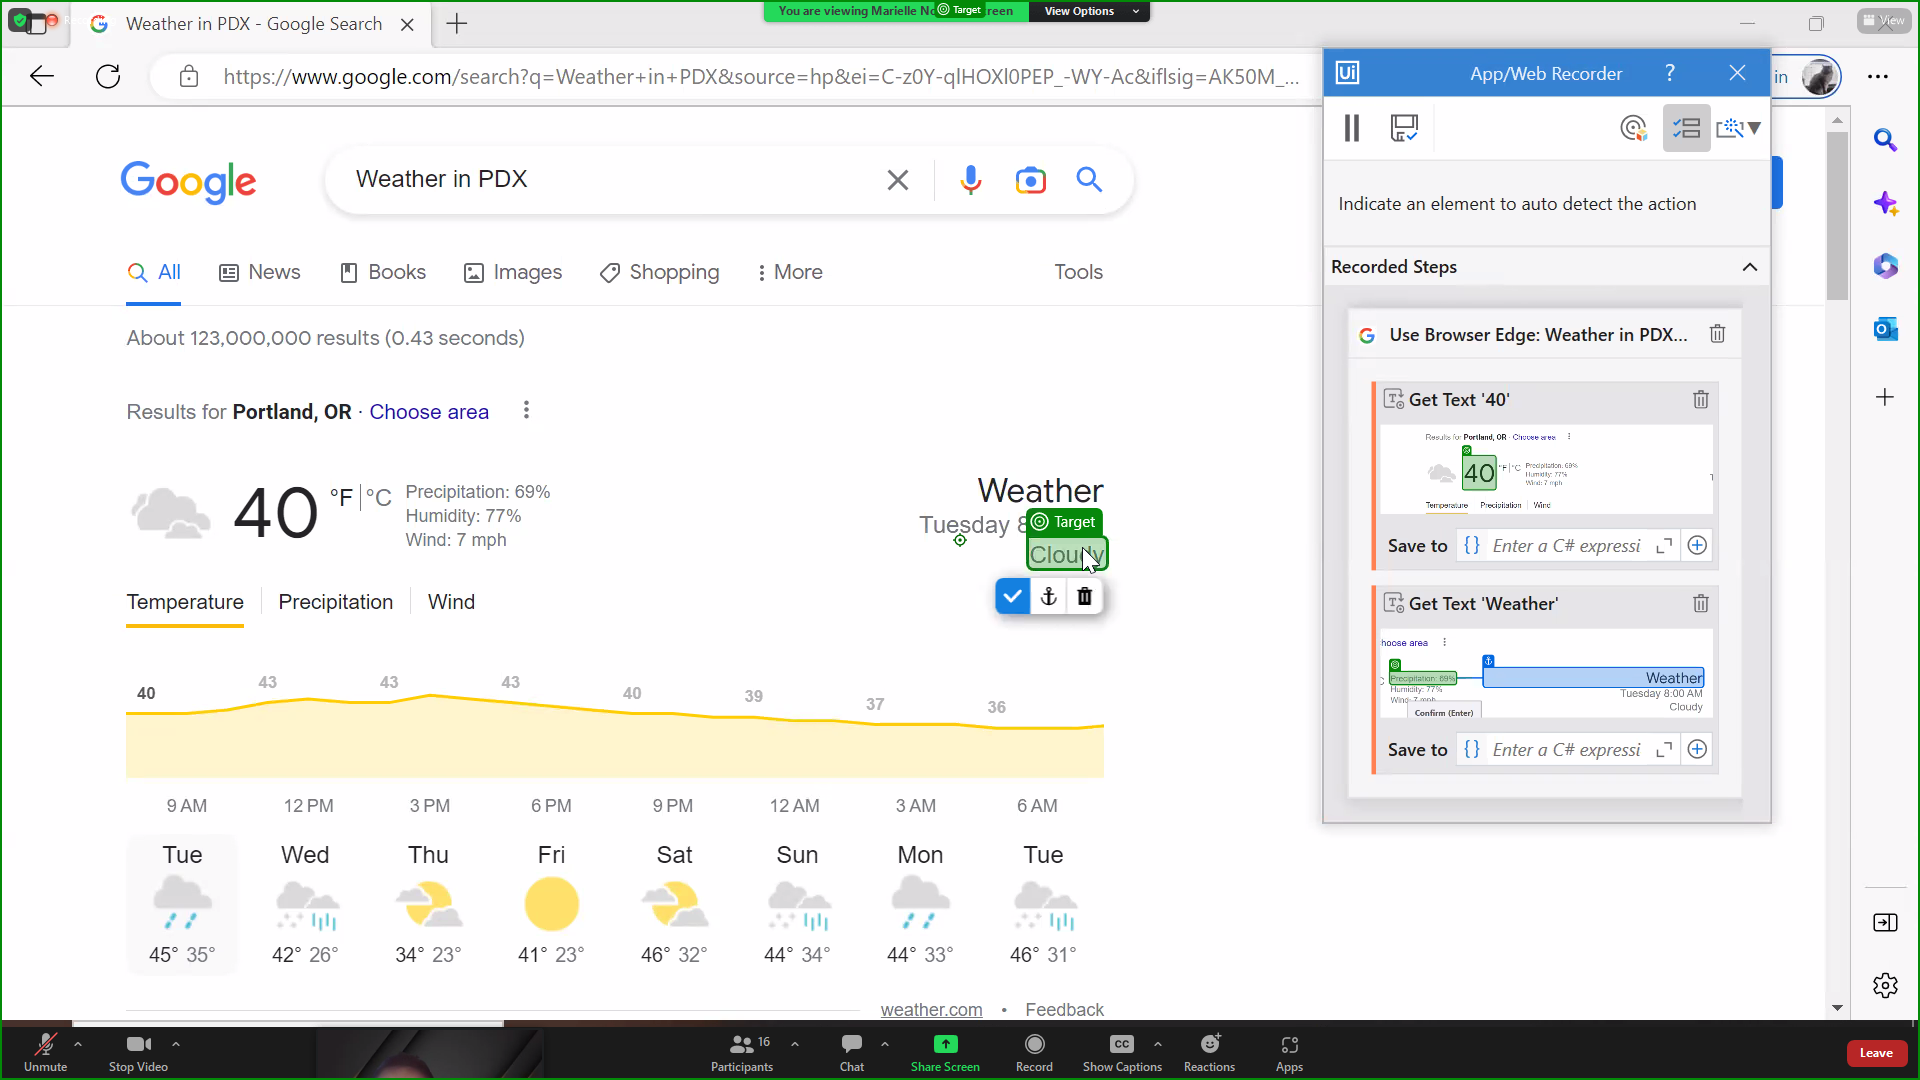 Weather in PDX - Google Search
You are viewing Marielle No
Target
reen
View Options
View
https://www.google.com/search?q=Weather+in+PDX&source=hp&ei=C-z0Y-qlHOXl0PEP_-WY-Ac&iflsig=AK50M_...
in
Ui
App/Web Recorder
?
Google
Weather in PDX
Indicate an element to auto detect the action
All
News
Books
Images
Shopping
More
Tools
Recorded Steps
About 123,000,000 results (0.43 seconds)
Use Browser Edge: Weather in PDX...
Results for Portland, OR · Choose area
Get Text '40'
Results for Portland, OR · Choose area
40
°F | °C
Precipitation: 69%
Humidity: 77%
Wind: 7 mph
Temperature
Precipitation
Wind
Save to
Enter a C# expressi
40
°F | °C
Precipitation: 69%
Humidity: 77%
Wind: 7 mph
Weather
Tuesday 8
Target
Cloudy
Get Text 'Weather'
hoose area
Precipitation: 69%
Humidity: 77%
Wind: 7 mph
Confirm (Enter)
Weather
Tuesday 8:00 AM
Cloudy
Save to
Enter a C# expressi
Temperature
Precipitation
Wind
40
43
43
43
40
39
37
36
9 AM
12 PM
3 PM
6 PM
9 PM
12 AM
3 AM
6 AM
Tue
Wed
Thu
Fri
Sat
Sun
Mon
Tue
45° 35°
42° 26°
34° 23°
41° 23°
46° 32°
44° 34°
44° 33°
46° 31°
weather.com • Feedback
Unmute
Stop Video
16
Participants
Chat
Share Screen
Record
CC
Show Captions
Reactions
Apps
Leave